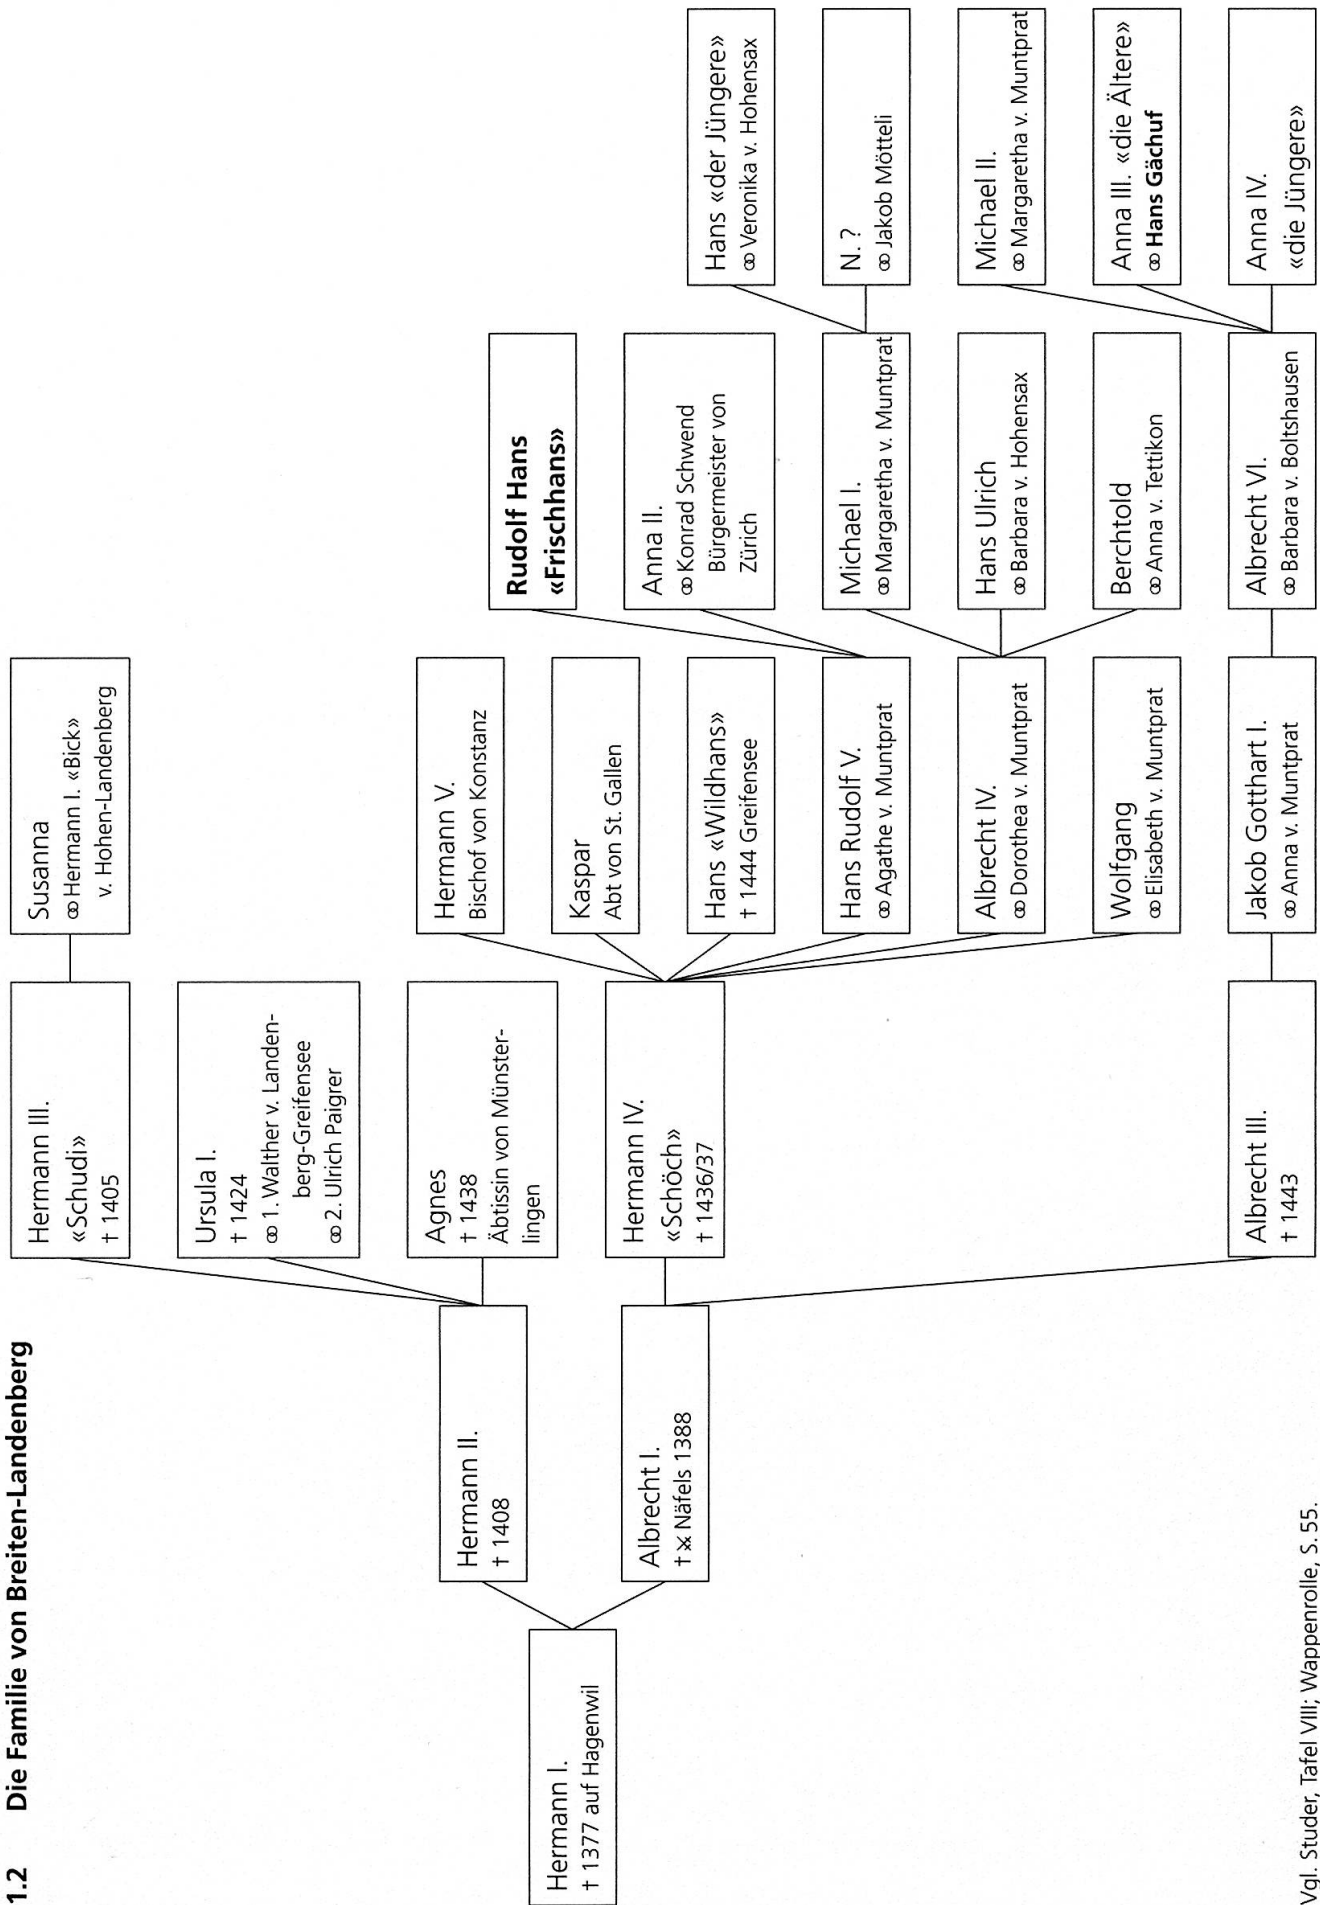 1.2 Die Familie von Breiten-Landenberg
Hermann I.
† 1377 auf Hagenwil
Hermann II.
† 1408
Albrecht I.
† ⚔ Näfels 1388
Hermann III.
«Schudi»
† 1405
Ursula I.
† 1424
⚭ 1. Walther v. Landen-
berg-Greifensee
⚭ 2. Ulrich Paigrer
Agnes
† 1438
Äbtissin von Münster-
lingen
Hermann IV.
«Schöch»
† 1436/37
Albrecht III.
† 1443
Susanna
⚭ Hermann I. «Bick»
v. Hohen-Landenberg
Hermann V.
Bischof von Konstanz
Kaspar
Abt von St. Gallen
Hans «Wildhans»
† 1444 Greifensee
Hans Rudolf V.
⚭ Agathe v. Muntprat
Albrecht IV.
⚭ Dorothea v. Muntprat
Wolfgang
⚭ Elisabeth v. Muntprat
Jakob Gotthart I.
⚭ Anna v. Muntprat
Rudolf Hans
«Frischhans»
Anna II.
⚭ Konrad Schwend
Bürgermeister von
Zürich
Michael I.
⚭ Margaretha v. Muntprat
Hans Ulrich
⚭ Barbara v. Hohensax
Berchtold
⚭ Anna v. Tettikon
Albrecht VI.
⚭ Barbara v. Boltshausen
Hans «der Jüngere»
⚭ Veronika v. Hohensax
N. ?
⚭ Jakob Mötteli
Michael II.
⚭ Margaretha v. Muntprat
Anna III. «die Ältere»
⚭ Hans Gächuf
Anna IV.
«die Jüngere»
Vgl. Studer, Tafel VIII; Wappenrolle, S. 55.